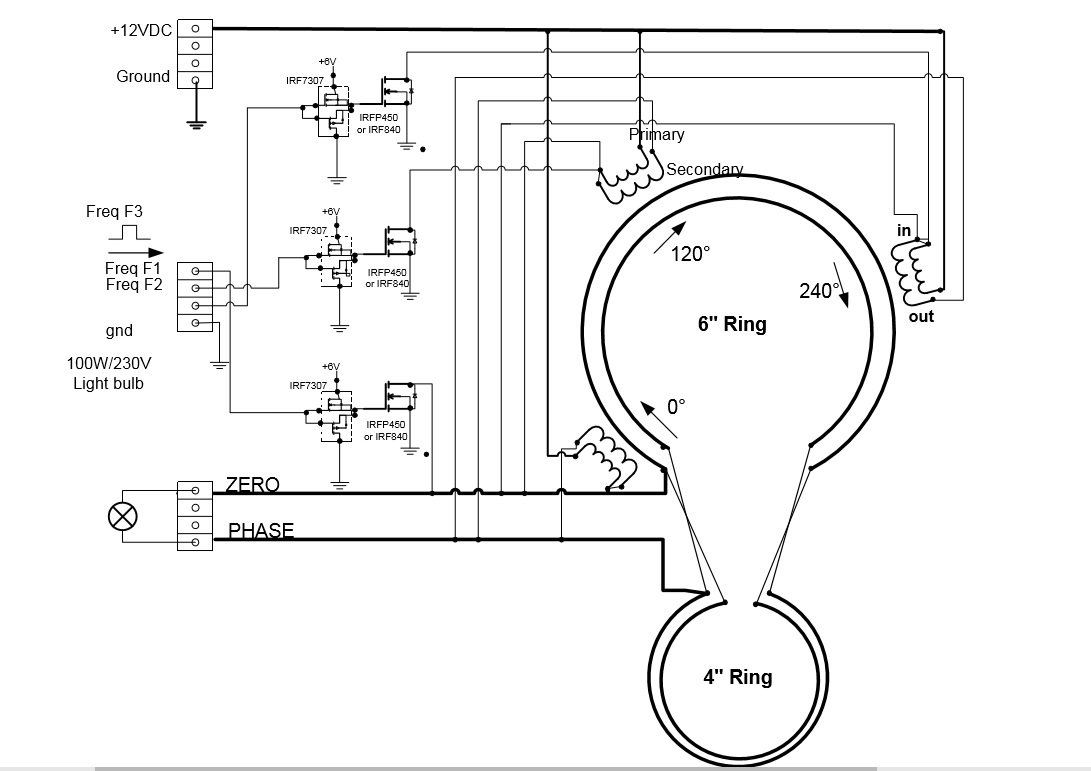 +12VDC
Ground
+6V
IRF7307
IRFP450
or IRF840
Primary
Secondary
Freq F3
Freq F1
Freq F2
gnd
100W/230V
Light bulb
+6V
IRF7307
IRFP450
or IRF840
120°
240°
in
out
6" Ring
0°
+6V
IRF7307
IRFP450
or IRF840
ZERO
PHASE
4" Ring